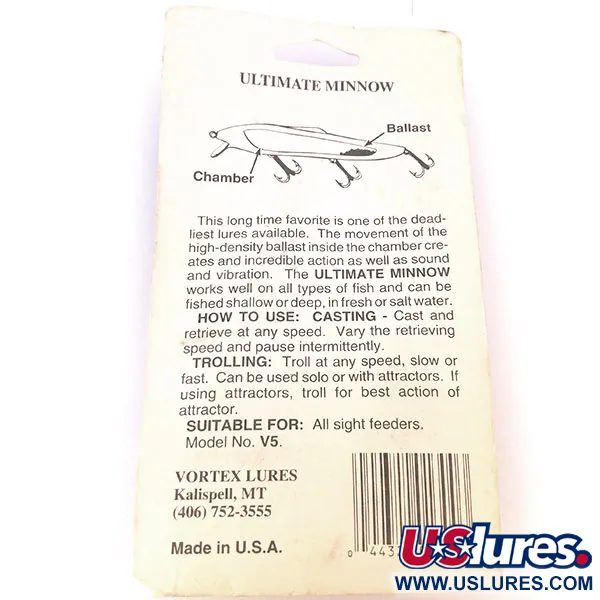 ULTIMATE MINNOW
Ballast
Chamber
This long time favorite is one of the dead-
liest lures available. The movement of the
high-density ballast inside the chamber cre-
ates and incredible action as well as sound
and vibration. The ULTIMATE MINNOW
works well on all types of fish and can be
fished shallow or deep, in fresh or salt water.
HOW TO USE: CASTING - Cast and
retrieve at any speed. Vary the retrieving
speed and pause intermittently.
TROLLING: Troll at any speed, slow or
fast. Can be used solo or with attractors. If
using attractors, troll for best action of
attractor.
SUITABLE FOR: All sight feeders.
Model No. V5.
VORTEX LURES
Kalispell, MT
(406) 752-3555
Made in U.S.A.
0 443
USlures.
WWW.USLURES.COM